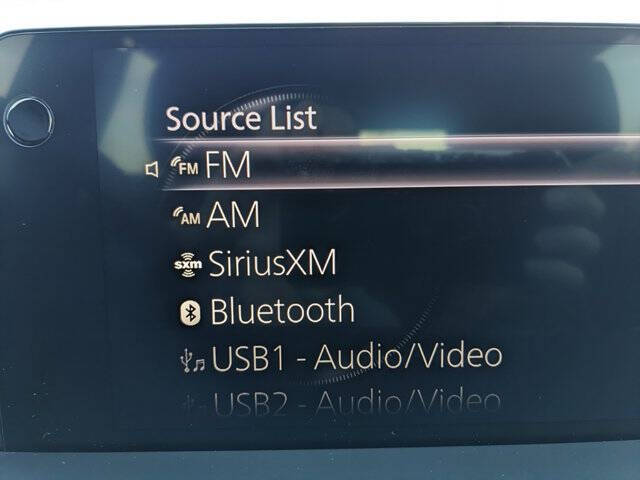 Source List
FM FM
AM AM
sxm SiriusXM
Bluetooth
USB1 - Audio/Video
USB2 - Audio/Video